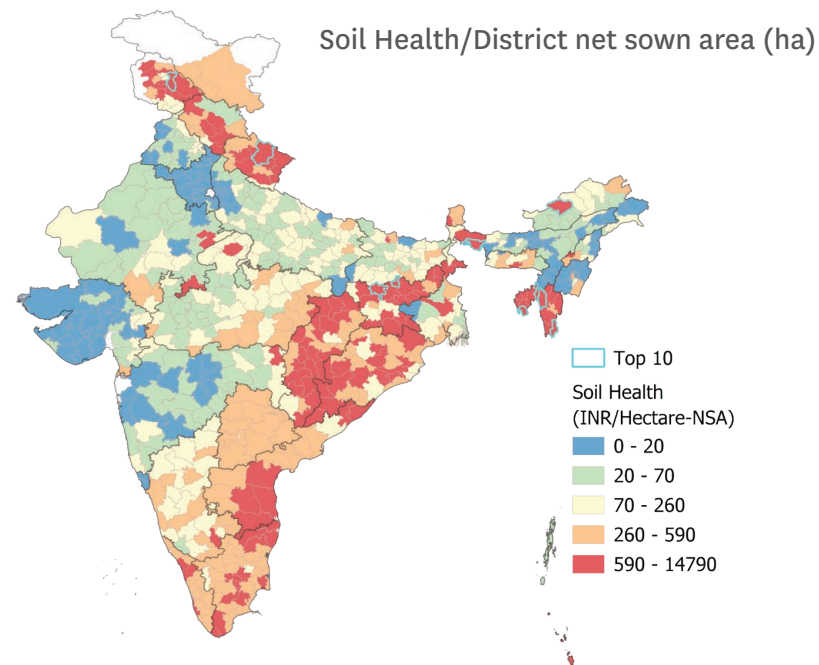 Soil Health/District net sown area (ha)
Top 10
Soil Health
(INR/Hectare-NSA)
0 - 20
20 - 70
70 - 260
260 - 590
590 - 14790